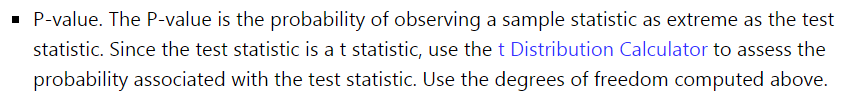 ▪ P-value. The P-value is the probability of observing a sample statistic as extreme as the test
statistic. Since the test statistic is a t statistic, use the t Distribution Calculator to assess the
probability associated with the test statistic. Use the degrees of freedom computed above.